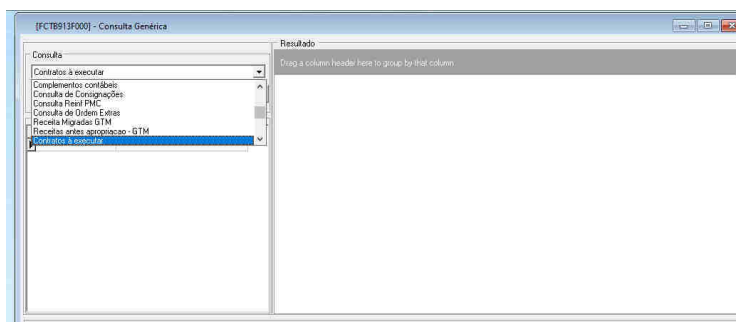 [FCTB913F000] - Consulta Genérica
Consulta
Contratos à executar
Complementos contábeis
Consulta de Consignações
Consulta Reinf PMC
Consulta de Ordem Extras
Receita Migradas GTM
Receitas antes apropriacao - GTM
Contratos à executar
Resultado
Drag a column header here to group by that column